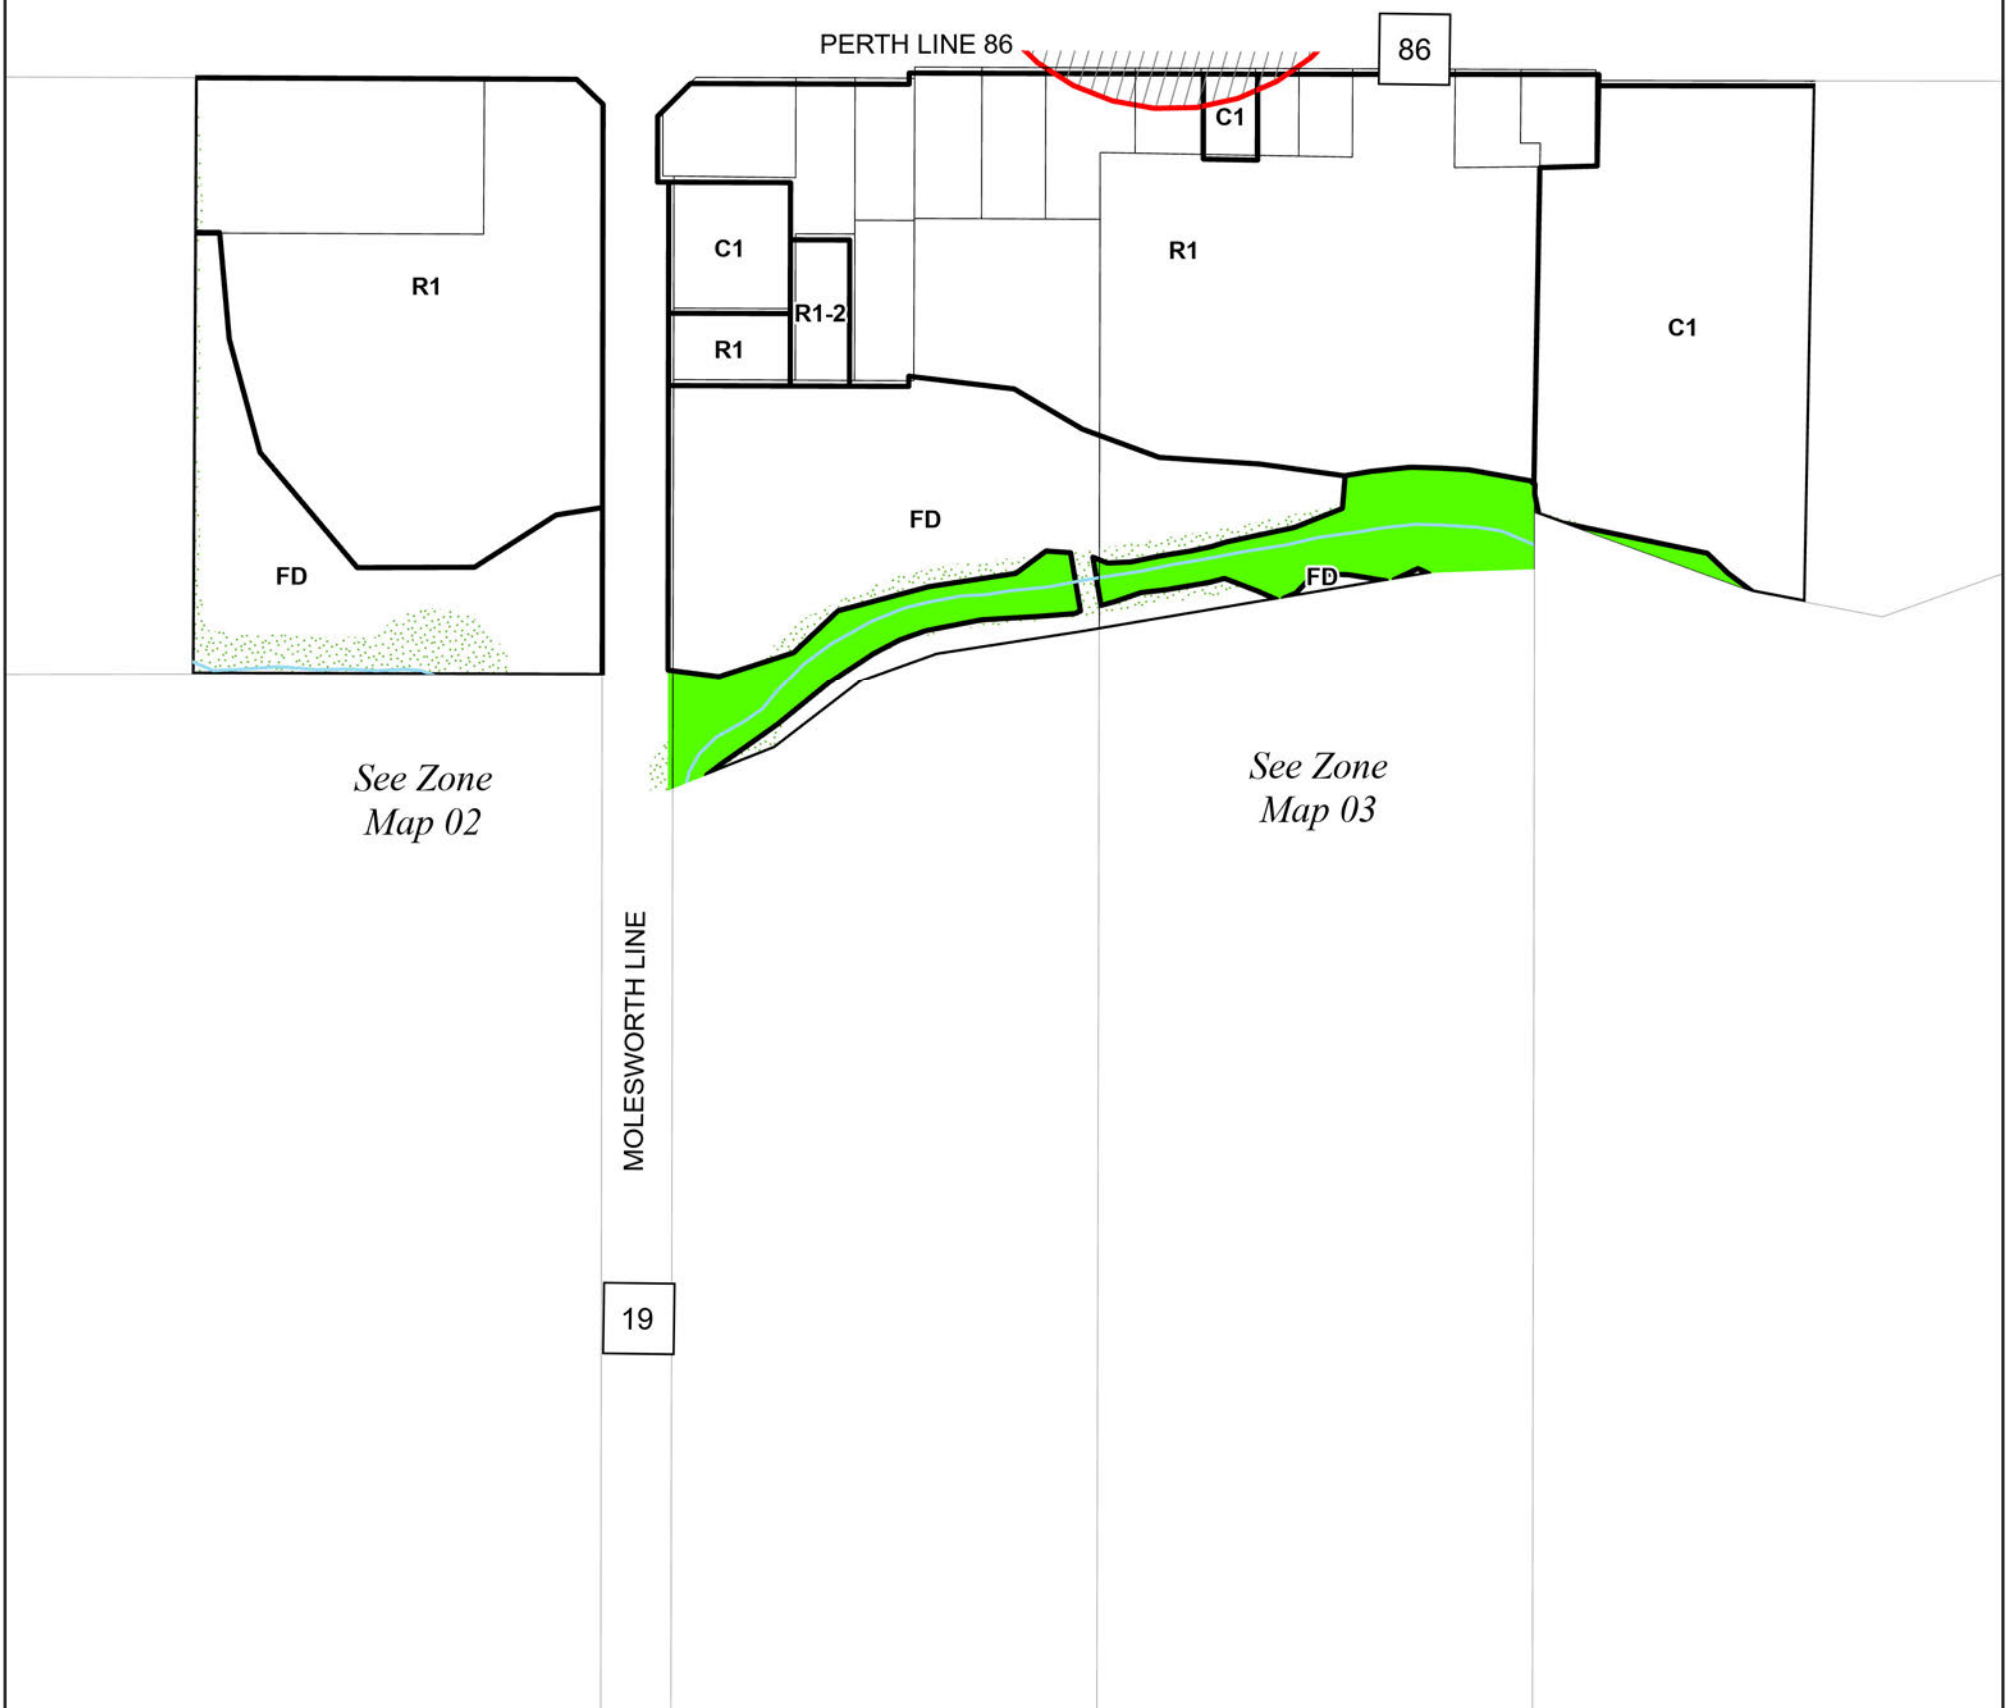 PERTH LINE 86
86
C1
C1
R1
R1
R1-2
C1
R1
FD
FD
FD
See Zone
Map 02
See Zone
Map 03
MOLESWORTH LINE
19